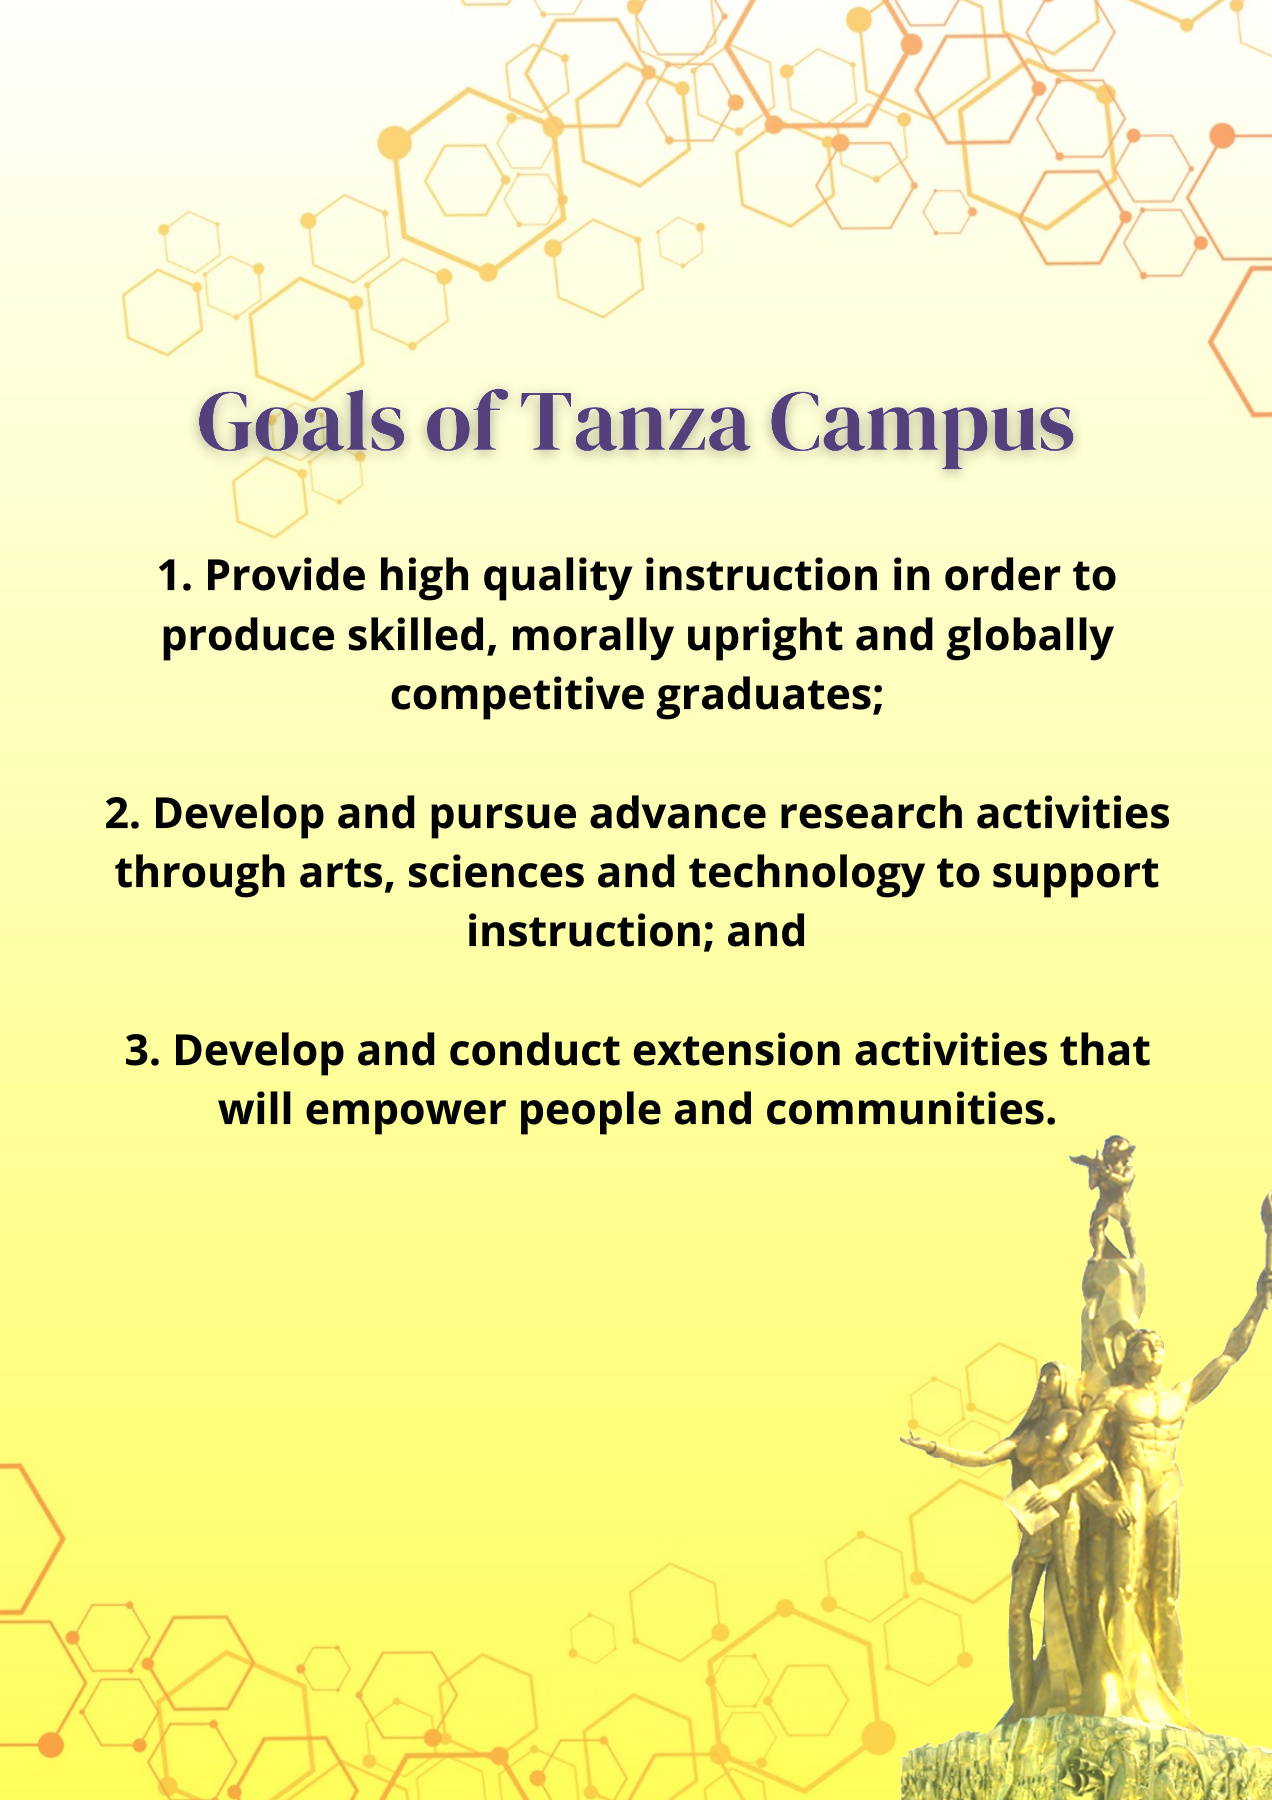 Goals of Tanza Campus
1. Provide high quality instruction in order to
produce skilled, morally upright and globally
competitive graduates;
2. Develop and pursue advance research activities
through arts, sciences and technology to support
instruction; and
3. Develop and conduct extension activities that
will empower people and communities.